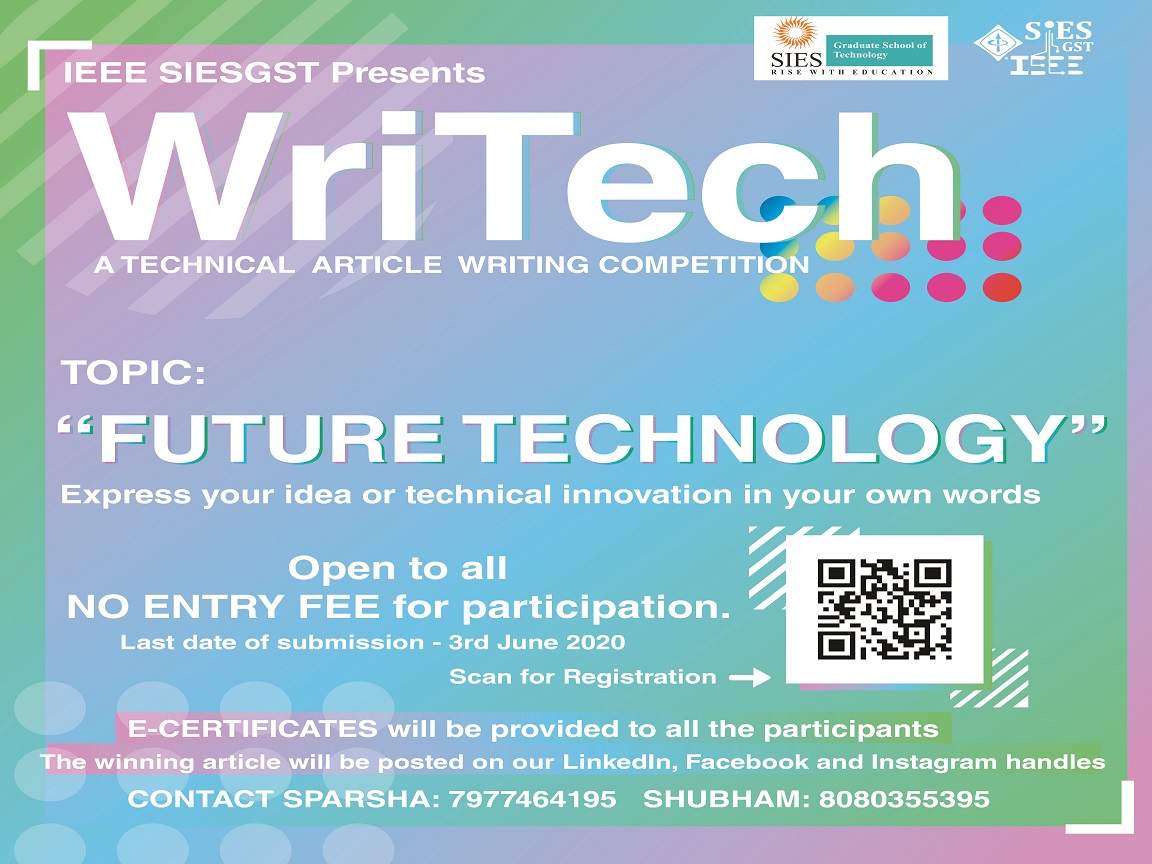 IEEE SIESGST Presents
SIES
Graduate School of
Technology
RISE WITH EDUCATION
SiES
GST
IEEE
WriTech
A TECHNICAL ARTICLE WRITING COMPETITION
TOPIC:
“FUTURE TECHNOLOGY”
Express your idea or technical innovation in your own words
Open to all
NO ENTRY FEE for participation.
Last date of submission - 3rd June 2020
Scan for Registration
E-CERTIFICATES will be provided to all the participants
The winning article will be posted on our LinkedIn, Facebook and Instagram handles
CONTACT SPARSHA: 7977464195 SHUBHAM: 8080355395